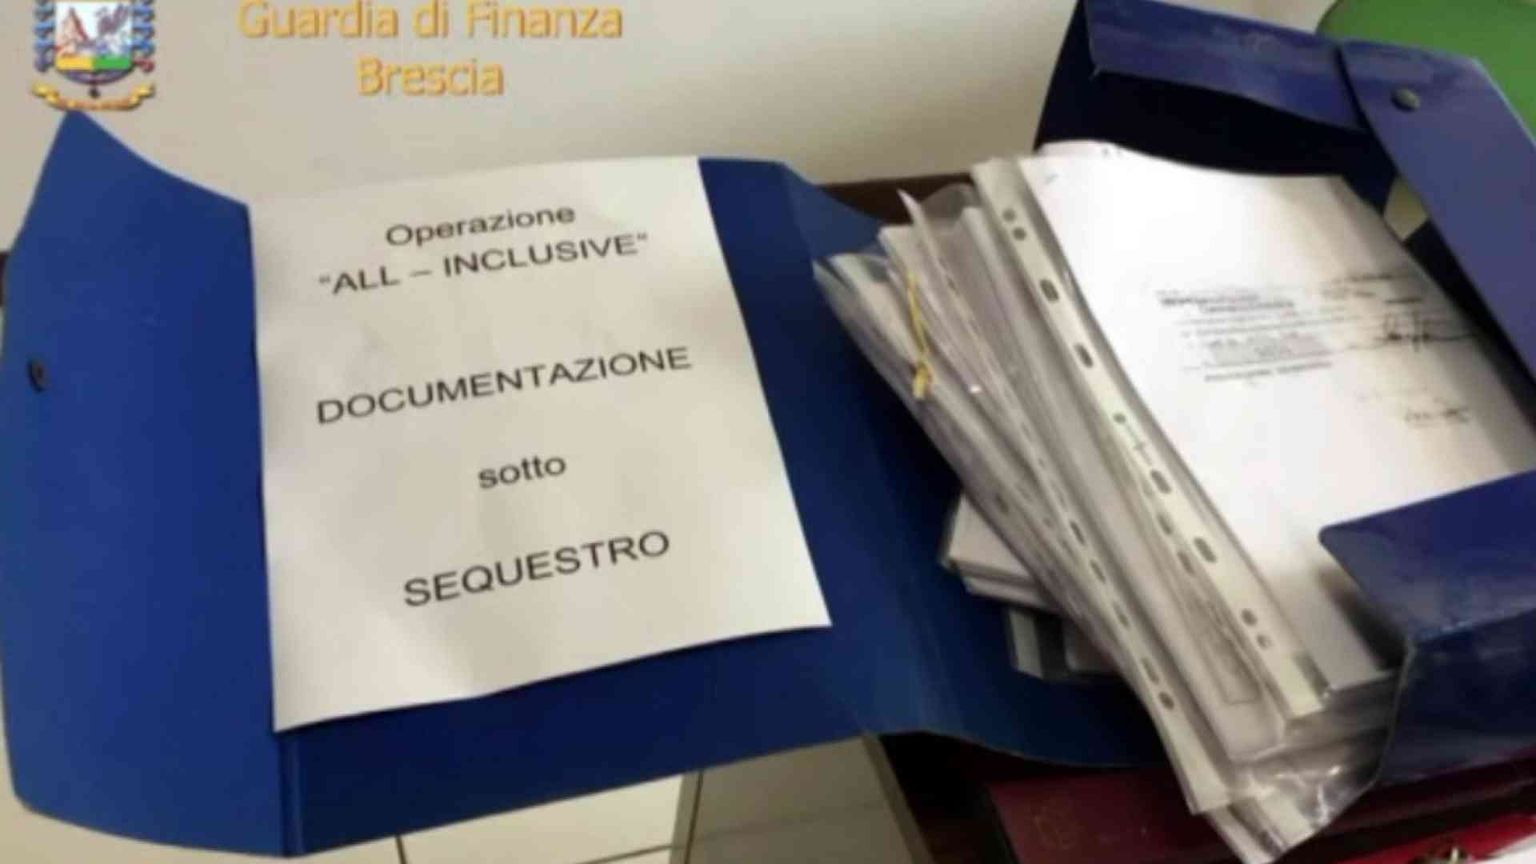 Guardia di Finanza
Brescia
Operazione
"ALL – INCLUSIVE"
DOCUMENTAZIONE
sotto
SEQUESTRO